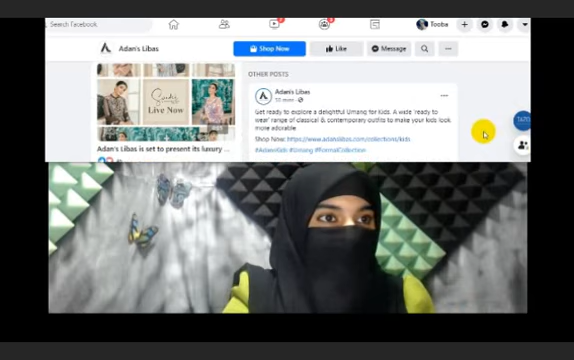 Search Facebook
Tooba
Adan's Libas
Shop Now
Like
Message
OTHER POSTS
Live Now
Adan's Libas
Get ready to explore a delightful Umang for kids. A wide 'ready to
wear' range of classical & contemporary outfits to make your kids look
more adorable
Shop Now: https://www.adanslibas.com/collections/kids
Adan's Libas is set to present its luxury ...
#AdansKids #Umang #FormalCollection